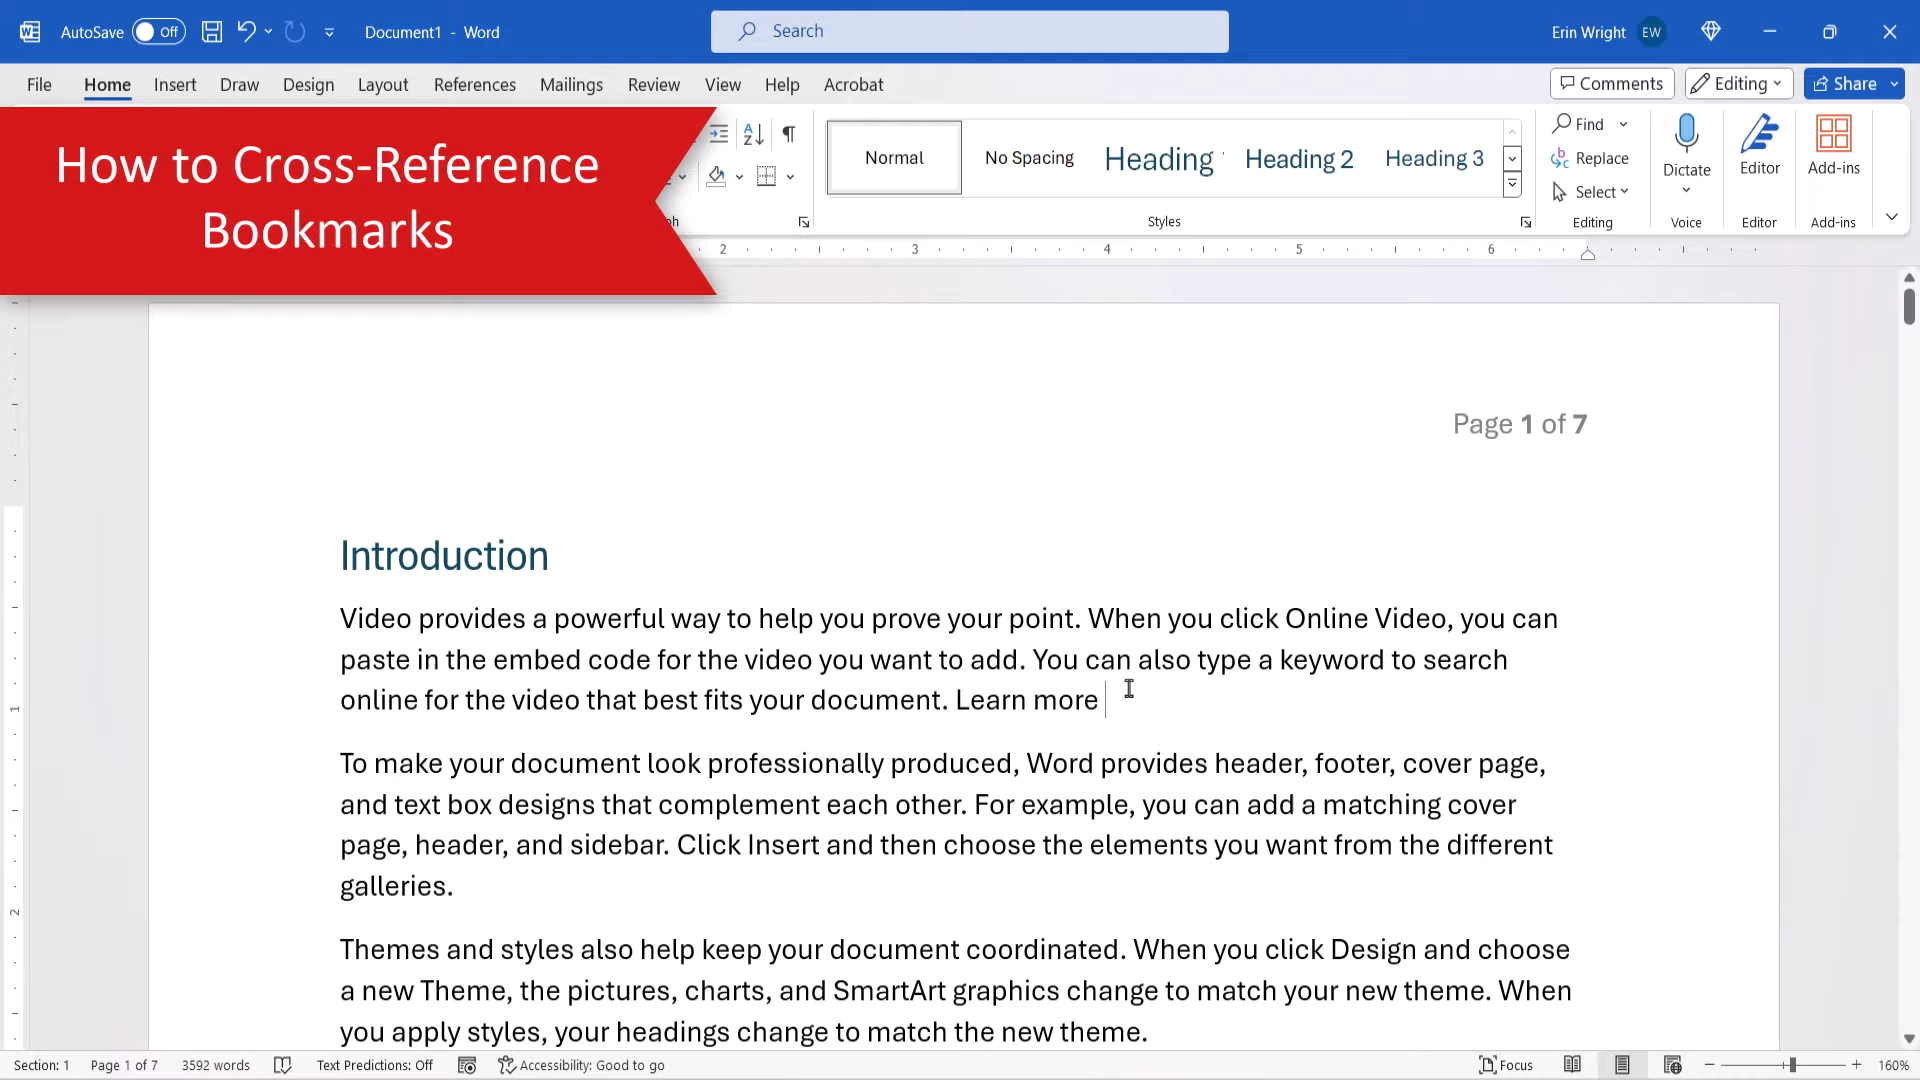 AutoSave Off Document1 - Word Search Erin Wright EW
File Home Insert Draw Design Layout References Mailings Review View Help Acrobat Comments Editing Share
How to Cross-Reference
Bookmarks
Normal No Spacing Heading Heading 2 Heading 3
Find
Replace
Select
Dictate Editor Add-ins
Styles Editing Voice Editor Add-ins
2 3 4 5 6
Page 1 of 7
Introduction
Video provides a powerful way to help you prove your point. When you click Online Video, you can
paste in the embed code for the video you want to add. You can also type a keyword to search
online for the video that best fits your document. Learn more
1
To make your document look professionally produced, Word provides header, footer, cover page,
and text box designs that complement each other. For example, you can add a matching cover
page, header, and sidebar. Click Insert and then choose the elements you want from the different
galleries.
2
Themes and styles also help keep your document coordinated. When you click Design and choose
a new Theme, the pictures, charts, and SmartArt graphics change to match your new theme. When
you apply styles, your headings change to match the new theme.
Section: 1 Page 1 of 7 3592 words Text Predictions: Off Accessibility: Good to go Focus 160%